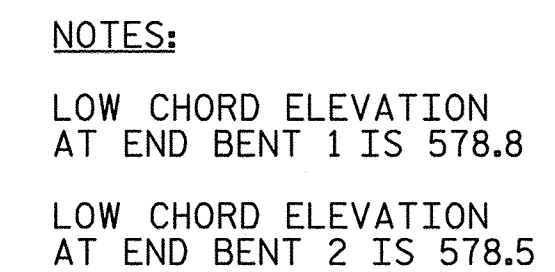 NOTES:
LOW CHORD ELEVATION
AT END BENT 1 IS 578.8
LOW CHORD ELEVATION
AT END BENT 2 IS 578.5